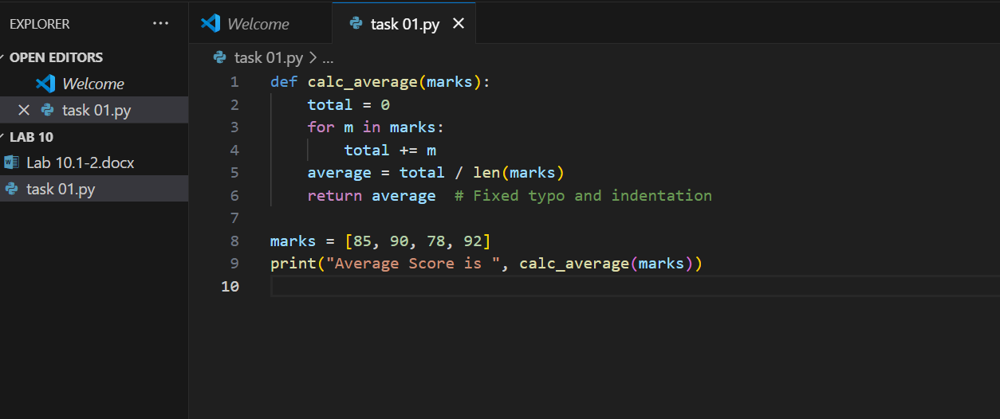 EXPLORER
···
Welcome
task 01.py
OPEN EDITORS
Welcome
task 01.py
LAB 10
Lab 10.1-2.docx
task 01.py
task 01.py > ...
1 def calc_average(marks):
2     total = 0
3     for m in marks:
4         total += m
5     average = total / len(marks)
6     return average  # Fixed typo and indentation
7
8 marks = [85, 90, 78, 92]
9 print("Average Score is ", calc_average(marks))
10